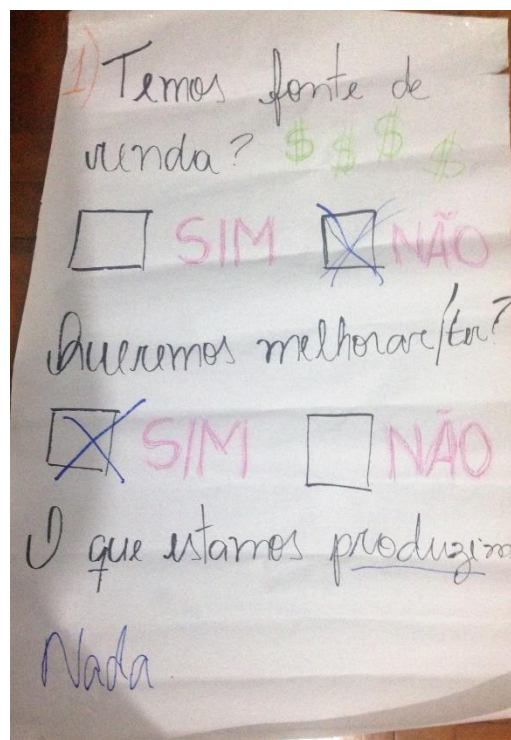 1) Temos fonte de
renda? $ $ $ $
SIM NÃO
Queremos melhorar/ter?
SIM NÃO
O que estamos produzin
Nada